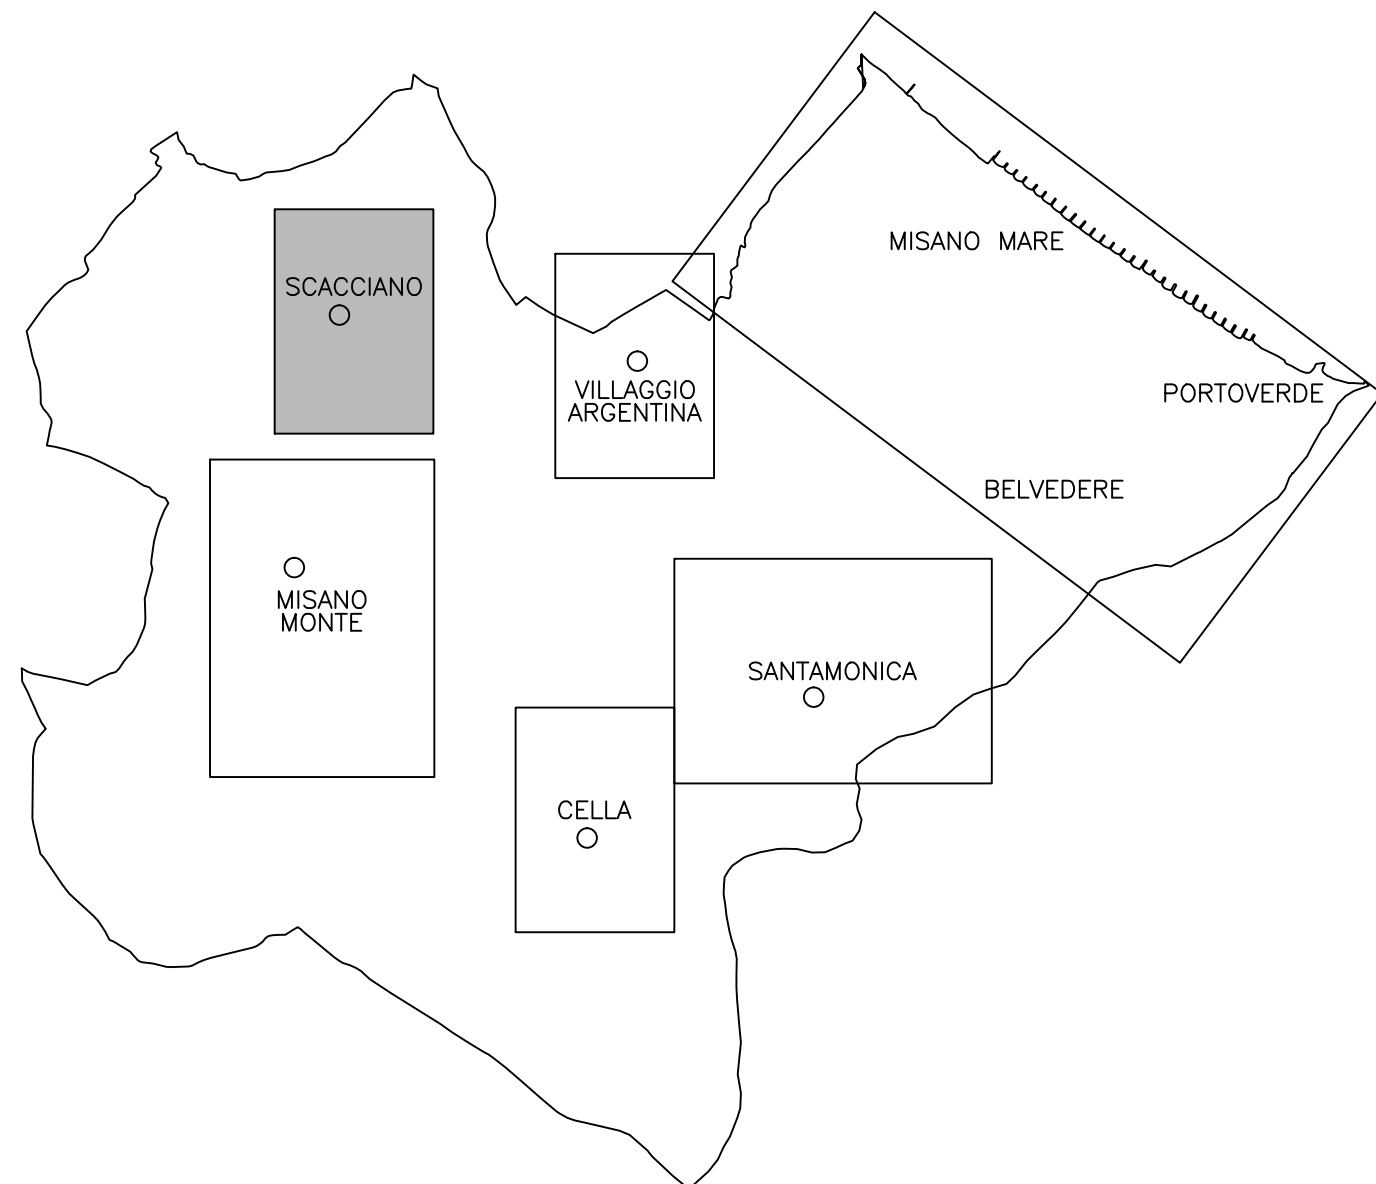 MISANO MARE
SCACCIANO
VILLAGGIO
ARGENTINA
PORTOVERDE
BELVEDERE
MISANO
MONTE
SANTAMONICA
CELLA